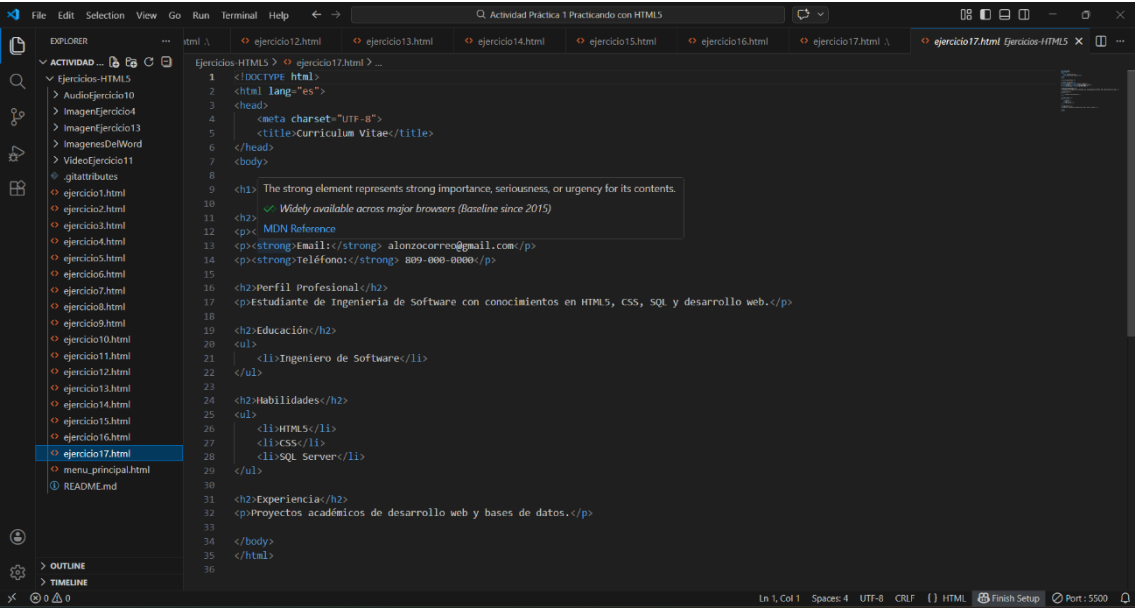 File Edit Selection View Go Run Terminal Help
Actividad Práctica 1 Practicando con HTML5
EXPLORER
ACTIVIDAD ...
Ejercicios-HTML5
AudioEjercicio10
ImagenEjercicio4
ImagenEjercicio13
ImagenesDelWord
VideoEjercicio11
.gitattributes
ejercicio1.html
ejercicio2.html
ejercicio3.html
ejercicio4.html
ejercicio5.html
ejercicio6.html
ejercicio7.html
ejercicio8.html
ejercicio9.html
ejercicio10.html
ejercicio11.html
ejercicio12.html
ejercicio13.html
ejercicio14.html
ejercicio15.html
ejercicio16.html
ejercicio17.html
menu_principal.html
README.md
OUTLINE
TIMELINE
html .\ ejercicio12.html ejercicio13.html ejercicio14.html ejercicio15.html ejercicio16.html ejercicio17.html .\ ejercicio17.html Ejercicios-HTML5
Ejercicios-HTML5 > ejercicio17.html > ...
1 <!DOCTYPE html>
2 <html lang="es">
3 <head>
4 <meta charset="UTF-8">
5 <title>Curriculum Vitae</title>
6 </head>
7 <body>
8
9 <h1>
The strong element represents strong importance, seriousness, or urgency for its contents.
10
Widely available across major browsers (Baseline since 2015)
11 <h2>
12 <p><
MDN Reference
13 <p><strong>Email:</strong> alonzocorreo@gmail.com</p>
14 <p><strong>Teléfono:</strong> 809-000-0000</p>
15
16 <h2>Perfil Profesional</h2>
17 <p>Estudiante de Ingenieria de Software con conocimientos en HTML5, CSS, SQL y desarrollo web.</p>
18
19 <h2>Educación</h2>
20 <ul>
21 <li>Ingeniero de Software</li>
22 </ul>
23
24 <h2>Habilidades</h2>
25 <ul>
26 <li>HTML5</li>
27 <li>CSS</li>
28 <li>SQL Server</li>
29 </ul>
30
31 <h2>Experiencia</h2>
32 <p>Proyectos académicos de desarrollo web y bases de datos.</p>
33
34 </body>
35 </html>
36
0 0
Ln 1, Col 1 Spaces: 4 UTF-8 CRLF {} HTML Finish Setup Port : 5500